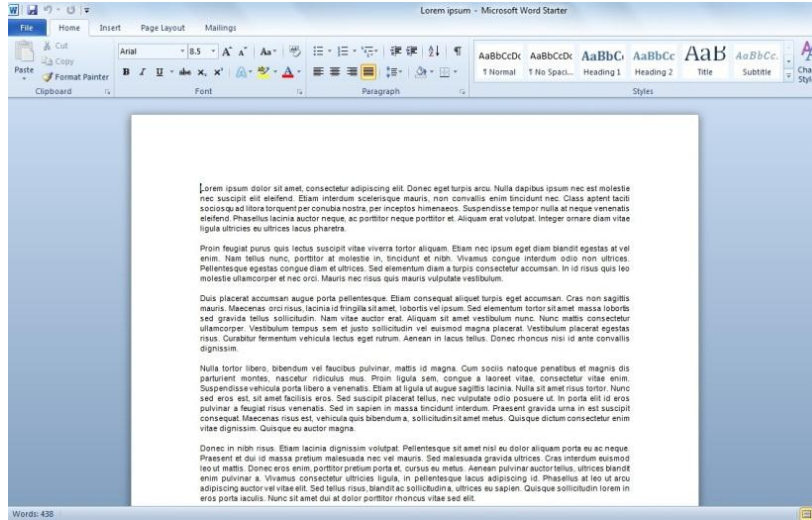 Lorem ipsum - Microsoft Word Starter
File Home Insert Page Layout Mailings
Cut
Copy
Paste
Format Painter
Clipboard
Arial 8.5
Font
Paragraph
AaBbCcDc AaBbCcDc AaBbC AaBbCc AaB AaBbCc.
¶ Normal ¶ No Spaci... Heading 1 Heading 2 Title Subtitle
Styles
Lorem ipsum dolor sit amet, consectetur adipiscing elit. Donec eget turpis arcu. Nulla dapibus ipsum nec est molestie
nec suscipit elit eleifend. Etiam interdum scelerisque mauris, non convallis enim tincidunt nec. Class aptent taciti
sociosqu ad litora torquent per conubia nostra, per inceptos himenaeos. Suspendisse tempor nulla at neque venenatis
eleifend. Phasellus lacinia auctor neque, ac porttitor neque porttitor et. Aliquam erat volutpat. Integer ornare diam vitae
ligula ultricies eu ultrices lacus pharetra.
Proin feugiat purus quis lectus suscipit vitae viverra tortor aliquam. Etiam nec ipsum eget diam blandit egestas at vel
enim. Nam tellus nunc, porttitor at molestie in, tincidunt et nibh. Vivamus congue interdum odio non ultrices.
Pellentesque egestas congue diam et ultrices. Sed elementum diam a turpis consectetur accumsan. In id risus quis leo
molestie ullamcorper et nec orci. Mauris nec risus quis mauris vulputate vestibulum.
Duis placerat accumsan augue porta pellentesque. Etiam consequat aliquet turpis eget accumsan. Cras non sagittis
mauris. Maecenas orci risus, lacinia id fringilla sit amet, lobortis vel ipsum. Sed elementum tortor sit amet massa lobortis
sed gravida tellus sollicitudin. Nam vitae auctor erat. Aliquam sit amet vestibulum nunc. Nunc mattis consectetur
ullamcorper. Vestibulum tempus sem et justo sollicitudin vel euismod magna placerat. Vestibulum placerat egestas
risus. Curabitur fermentum vehicula lectus eget rutrum. Aenean in lacus tellus. Donec rhoncus nisi id ante convallis
dignissim.
Nulla tortor libero, bibendum vel faucibus pulvinar, mattis id magna. Cum sociis natoque penatibus et magnis dis
parturient montes, nascetur ridiculus mus. Proin ligula sem, congue a laoreet vitae, consectetur vitae enim.
Suspendisse vehicula porta libero a venenatis. Etiam at ligula ut augue sagittis lacinia. Nulla sit amet risus tortor. Nunc
sed eros est, sit amet facilisis eros. Sed suscipit placerat tellus, nec vulputate odio posuere ut. In porta elit id eros
pulvinar a feugiat risus venenatis. Sed in sapien in massa tincidunt interdum. Praesent gravida urna in est suscipit
consequat. Maecenas risus est, vehicula quis bibendum a, sollicitudin sit amet metus. Quisque dictum consectetur enim
vitae dignissim. Quisque eu auctor magna.
Donec in nibh risus. Etiam lacinia dignissim volutpat. Pellentesque sit amet nisl eu dolor aliquam porta eu ac neque.
Praesent et dui id massa pretium malesuada nec vel mauris. Sed malesuada gravida ultrices. Cras interdum euismod
leo ut mattis. Donec eros enim, porttitor pretium porta et, cursus eu metus. Aenean pulvinar auctor tellus, ultrices blandit
enim pulvinar a. Vivamus consectetur ultricies ligula, in pellentesque lacus adipiscing id. Phasellus at leo ut arcu
adipiscing auctor vel vitae elit. Sed tellus risus, blandit ac sollicitudin a, ultrices eu sapien. Quisque sollicitudin lorem in
eros porta iaculis. Nunc sit amet dui at dolor porttitor rhoncus vitae sed elit.
Words: 438